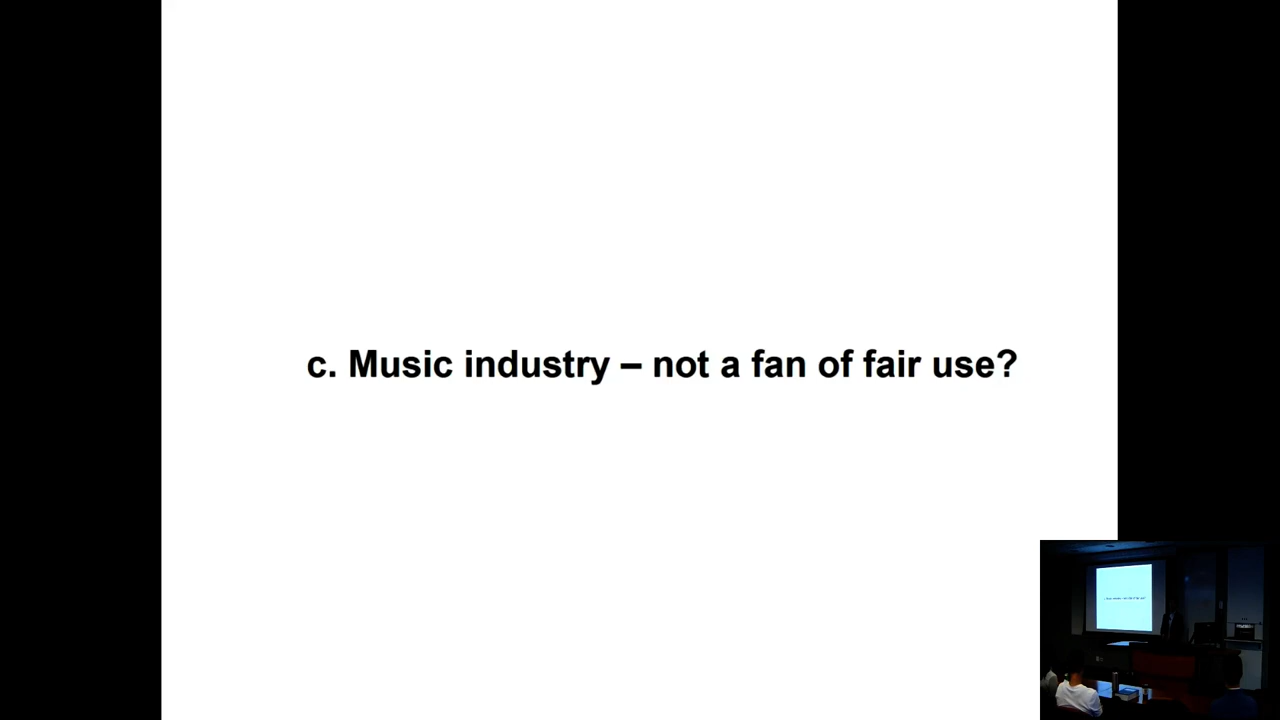 c. Music industry – not a fan of fair use?